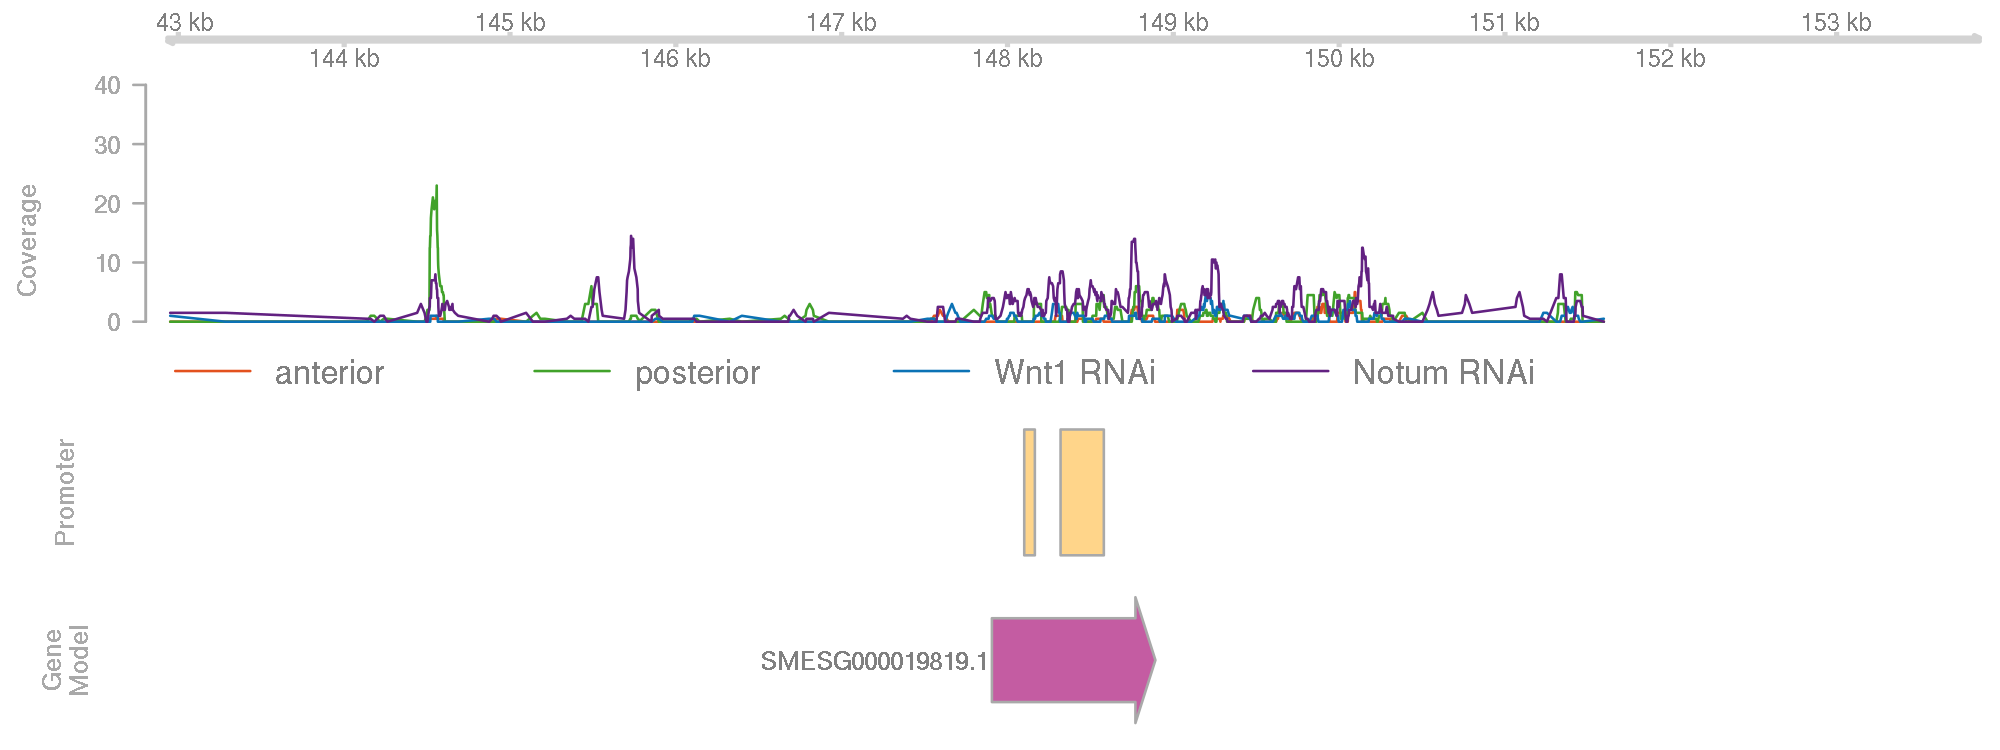 43 kb 145 kb 147 kb 149 kb 151 kb 153 kb
144 kb 146 kb 148 kb 150 kb 152 kb
40
30
20
10
0
Coverage
anterior posterior Wnt1 RNAi Notum RNAi
Promoter
Gene
Model
SMESG000019819.1